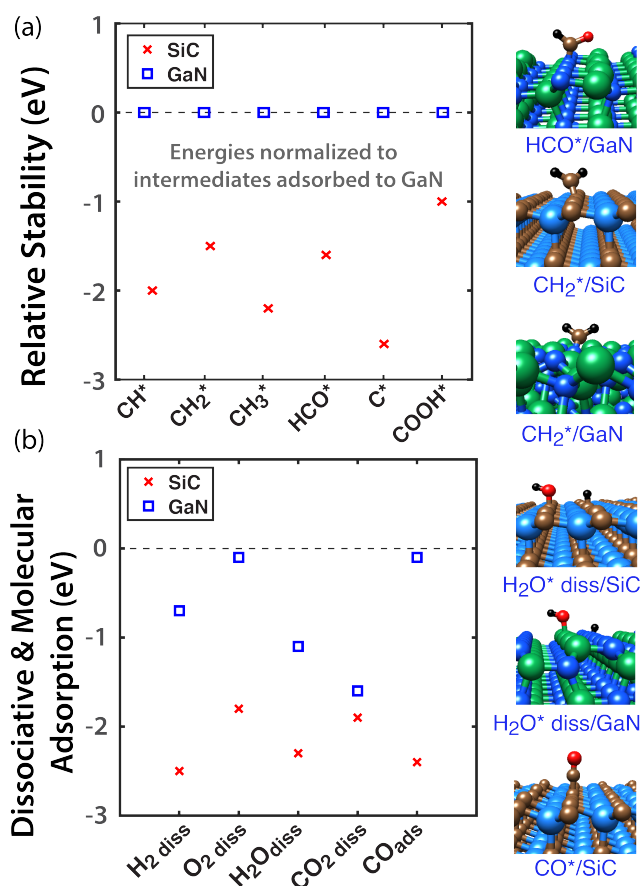 (a)
Relative Stability (eV)
1
0
-1
-2
-3
SiC
GaN
Energies normalized to
intermediates adsorbed to GaN
CH*
CH2*
CH3*
HCO*
C*
COOH*
HCO*/GaN
CH2*/SiC
CH2*/GaN
(b)
Dissociative & Molecular
Adsorption (eV)
1
0
-1
-2
-3
SiC
GaN
H2 diss
O2 diss
H2Odiss
CO2 diss
COads
H2O* diss/SiC
H2O* diss/GaN
CO*/SiC